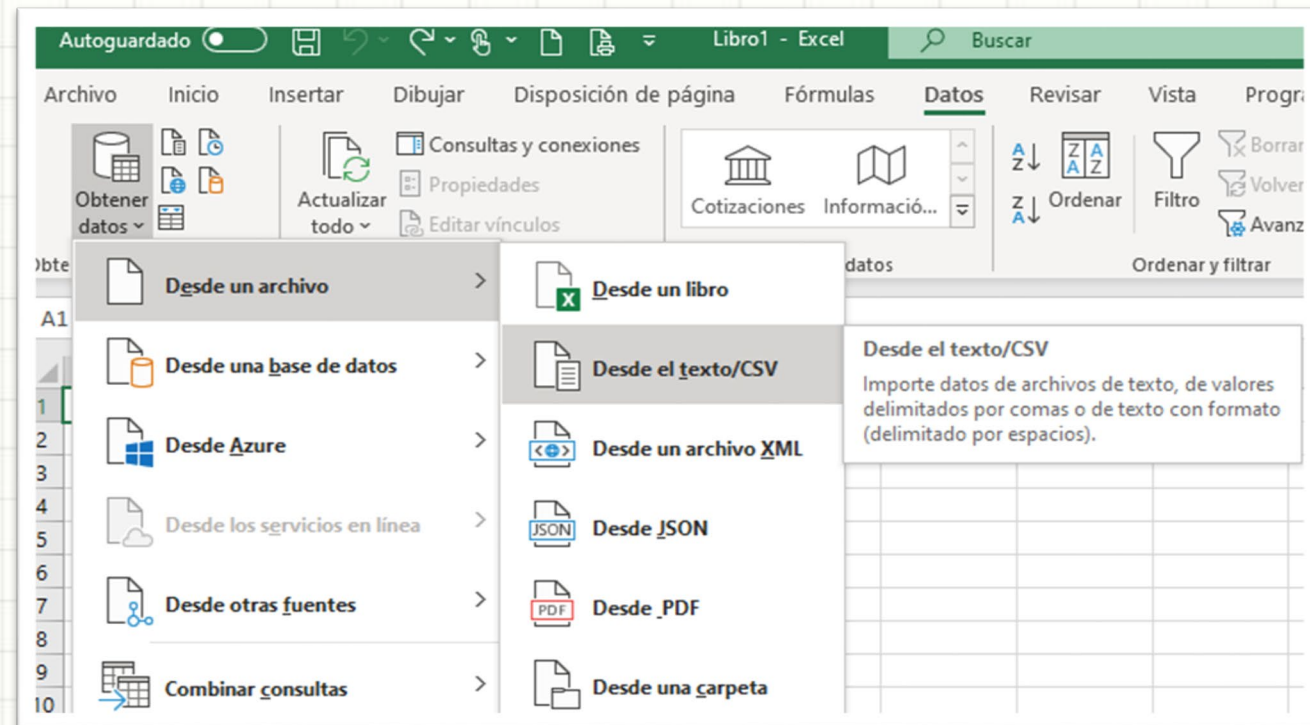 Autoguardado
Libro1 - Excel
Buscar
Archivo Inicio Insertar Dibujar Disposición de página Fórmulas Datos Revisar Vista Progra
Obtener datos
Actualizar todo
Consultas y conexiones
Propiedades
Editar vínculos
Cotizaciones
Informació...
Ordenar
Filtro
Borrar
Volver
Avanz
Obte
datos
Ordenar y filtrar
A1
Desde un archivo
Desde una base de datos
Desde Azure
Desde los servicios en línea
Desde otras fuentes
Combinar consultas
Desde un libro
Desde el texto/CSV
Desde un archivo XML
JSON
Desde JSON
PDF
Desde _PDF
Desde una carpeta
Desde el texto/CSV
Importe datos de archivos de texto, de valores
delimitados por comas o de texto con formato
(delimitado por espacios).
1
2
3
4
5
6
7
8
9
10